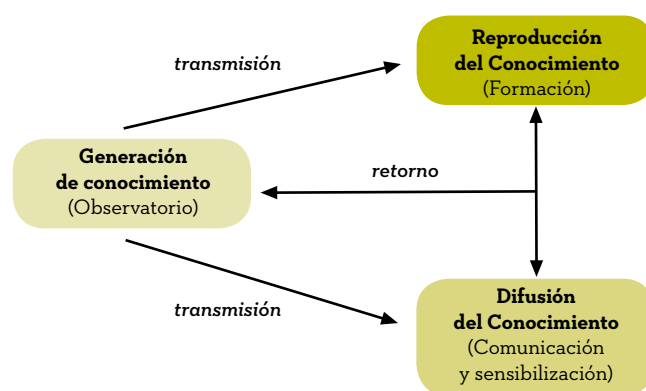 Reproducción
del Conocimiento
(Formación)
transmisión
Generación
de conocimiento
(Observatorio)
retorno
transmisión
Difusión
del Conocimiento
(Comunicación
y sensibilización)